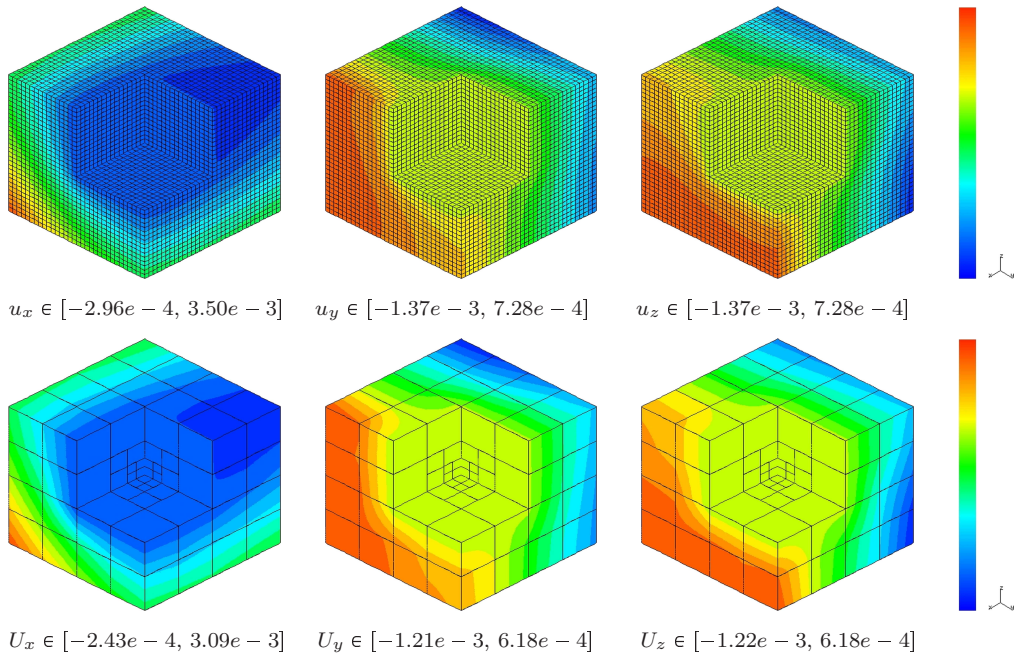 z
x
y
u_x ∈ [−2.96e − 4, 3.50e − 3]
u_y ∈ [−1.37e − 3, 7.28e − 4]
u_z ∈ [−1.37e − 3, 7.28e − 4]
z
x
y
U_x ∈ [−2.43e − 4, 3.09e − 3]
U_y ∈ [−1.21e − 3, 6.18e − 4]
U_z ∈ [−1.22e − 3, 6.18e − 4]